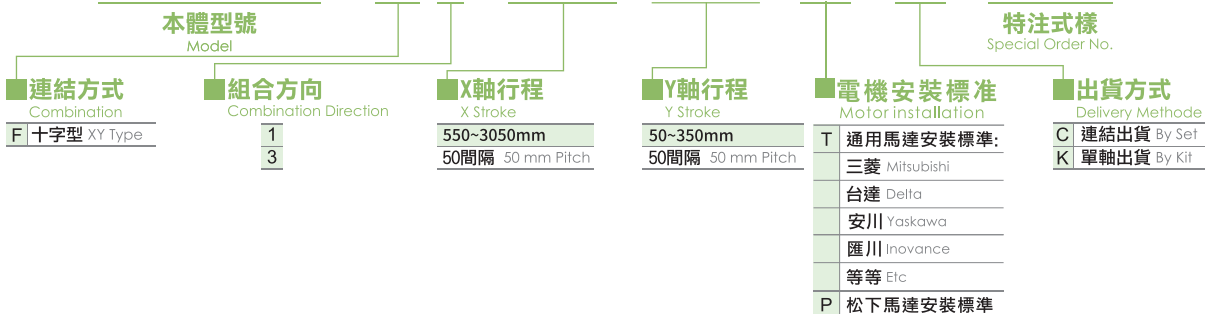 本體型號
Model
特注式樣
Special Order No.
連結方式
Combination
F 十字型 XY Type
組合方向
Combination Direction
1
3
X軸行程
X Stroke
550~3050mm
50間隔 50 mm Pitch
Y軸行程
Y Stroke
50~350mm
50間隔 50 mm Pitch
電機安裝標准
Motor installation
T 通用馬達安裝標準:
三菱 Mitsubishi
台達 Delta
安川 Yaskawa
匯川 Inovance
等等 Etc
P 松下馬達安裝標準
出貨方式
Delivery Methode
C 連結出貨 By Set
K 單軸出貨 By Kit